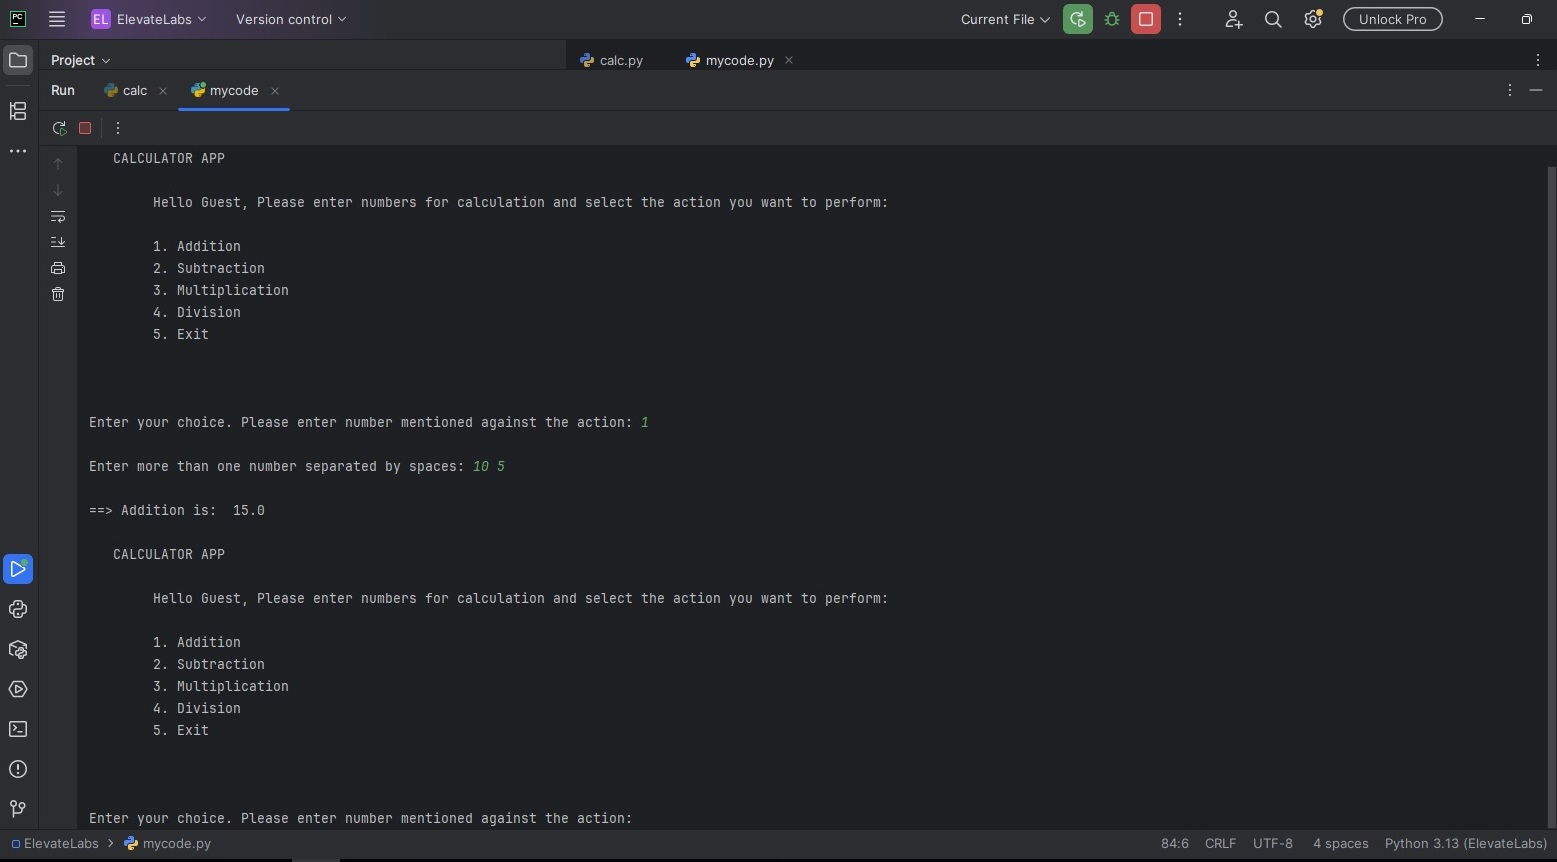 PC EL ElevateLabs Version control Current File Unlock Pro
Project calc.py mycode.py
Run calc mycode
CALCULATOR APP
Hello Guest, Please enter numbers for calculation and select the action you want to perform:
1. Addition
2. Subtraction
3. Multiplication
4. Division
5. Exit
Enter your choice. Please enter number mentioned against the action: 1
Enter more than one number separated by spaces: 10 5
==> Addition is:  15.0
CALCULATOR APP
Hello Guest, Please enter numbers for calculation and select the action you want to perform:
1. Addition
2. Subtraction
3. Multiplication
4. Division
5. Exit
Enter your choice. Please enter number mentioned against the action:
ElevateLabs > mycode.py 84:6 CRLF UTF-8 4 spaces Python 3.13 (ElevateLabs)